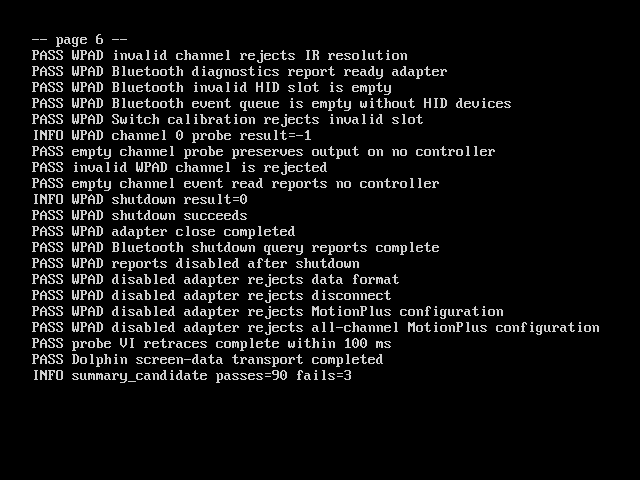 -- page 6 --
PASS WPAD invalid channel rejects IR resolution
PASS WPAD Bluetooth diagnostics report ready adapter
PASS WPAD Bluetooth invalid HID slot is empty
PASS WPAD Bluetooth event queue is empty without HID devices
PASS WPAD Switch calibration rejects invalid slot
INFO WPAD channel 0 probe result=-1
PASS empty channel probe preserves output on no controller
PASS invalid WPAD channel is rejected
PASS empty channel event read reports no controller
INFO WPAD shutdown result=0
PASS WPAD shutdown succeeds
PASS WPAD adapter close completed
PASS WPAD Bluetooth shutdown query reports complete
PASS WPAD reports disabled after shutdown
PASS WPAD disabled adapter rejects data format
PASS WPAD disabled adapter rejects disconnect
PASS WPAD disabled adapter rejects MotionPlus configuration
PASS WPAD disabled adapter rejects all-channel MotionPlus configuration
PASS probe VI retraces complete within 100 ms
PASS Dolphin screen-data transport completed
INFO summary_candidate passes=90 fails=3